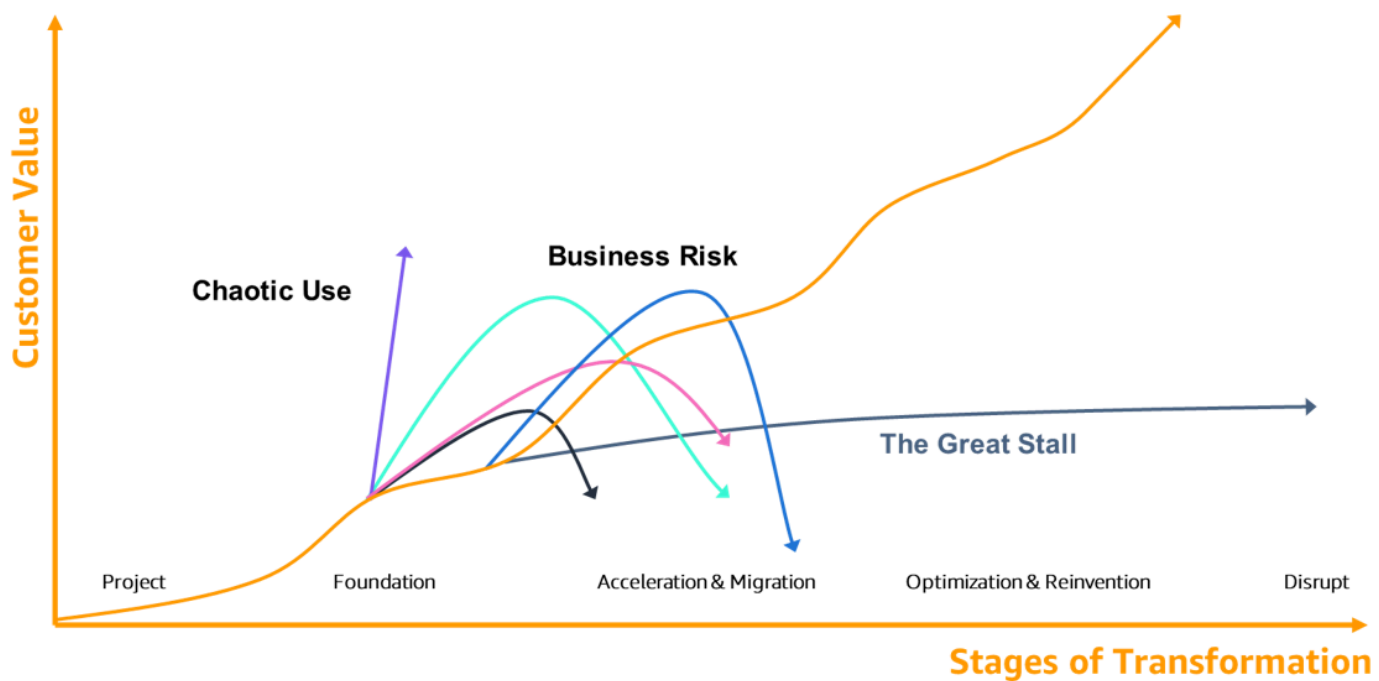 Customer Value
Business Risk
Chaotic Use
The Great Stall
Project
Foundation
Acceleration & Migration
Optimization & Reinvention
Disrupt
Stages of Transformation